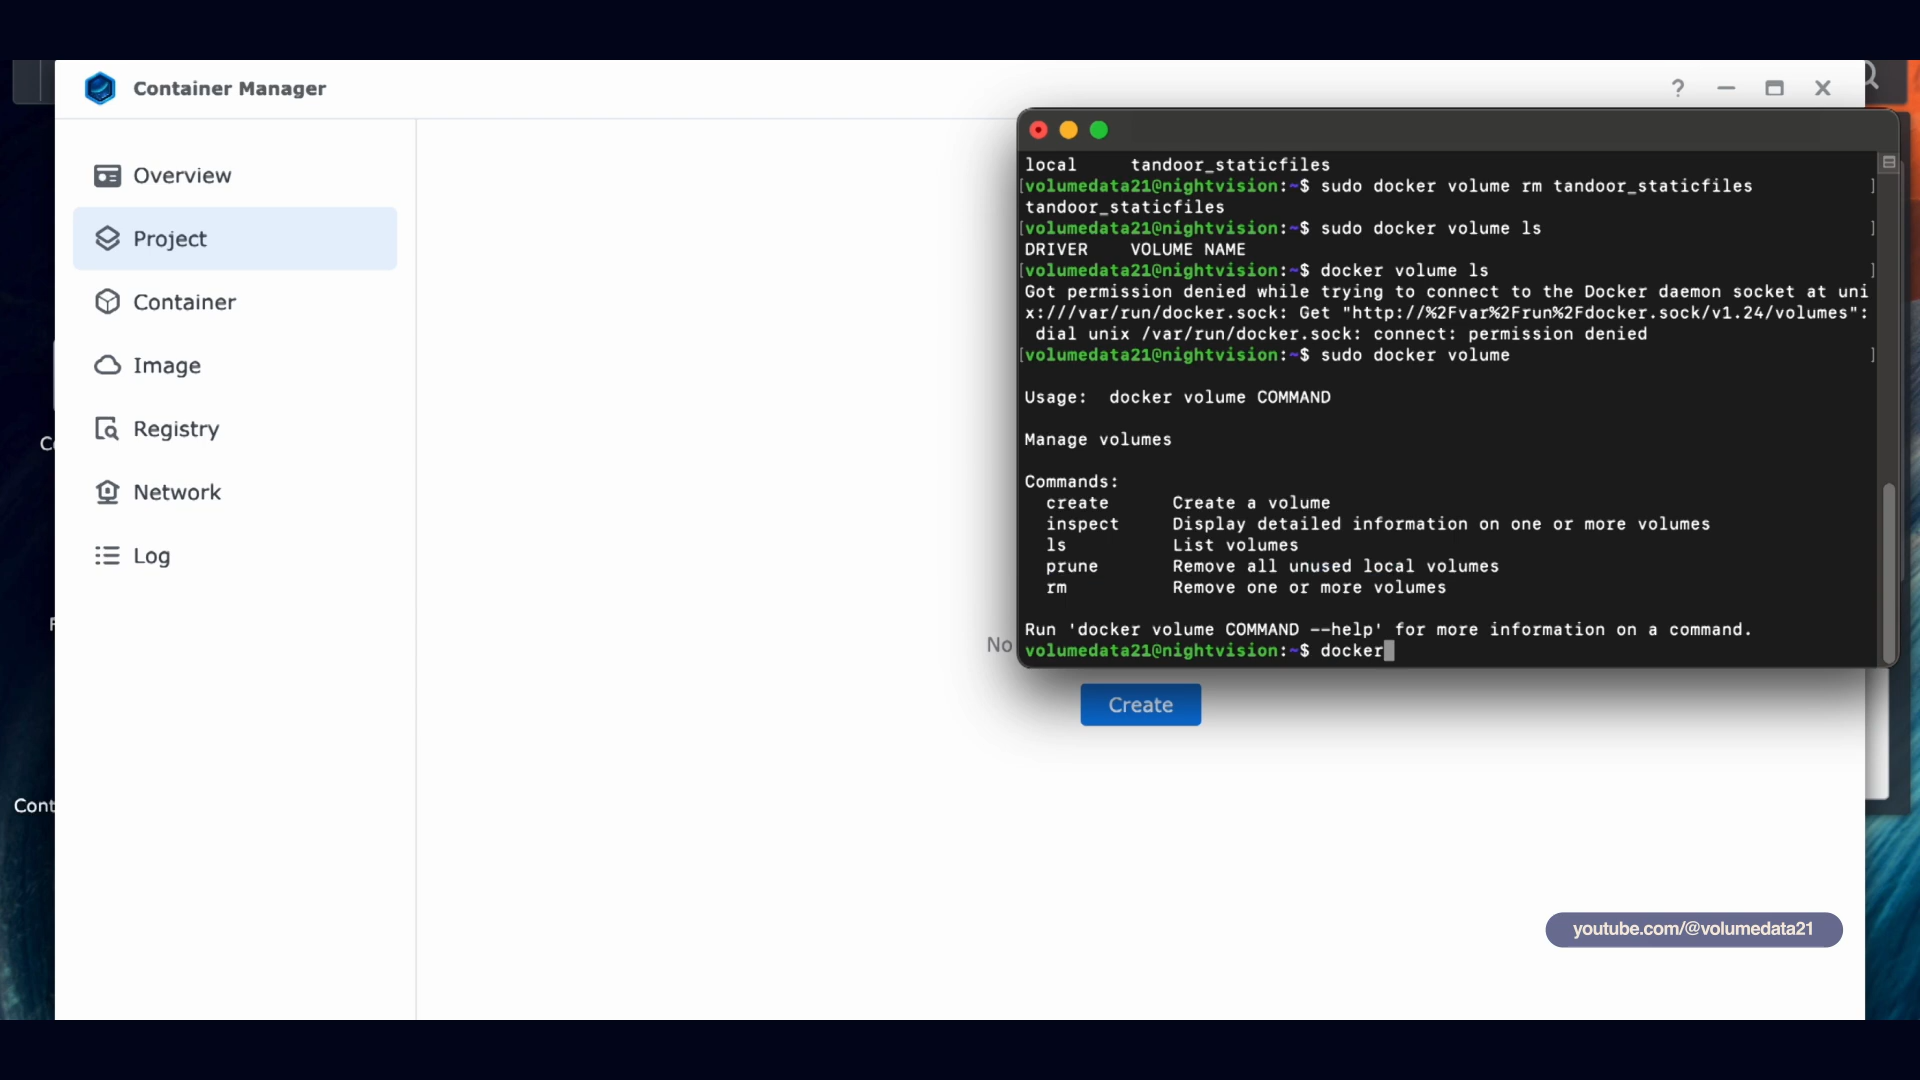 Container Manager
?
Overview
Project
Container
Image
Registry
Network
Log
No
Create
local     tandoor_staticfiles
[volumedata21@nightvision:~$ sudo docker volume rm tandoor_staticfiles ]
tandoor_staticfiles
[volumedata21@nightvision:~$ sudo docker volume ls ]
DRIVER    VOLUME NAME
[volumedata21@nightvision:~$ docker volume ls ]
Got permission denied while trying to connect to the Docker daemon socket at uni
x:///var/run/docker.sock: Get "http://%2Fvar%2Frun%2Fdocker.sock/v1.24/volumes":
dial unix /var/run/docker.sock: connect: permission denied
[volumedata21@nightvision:~$ sudo docker volume ]
Usage:  docker volume COMMAND
Manage volumes
Commands:
create      Create a volume
inspect     Display detailed information on one or more volumes
ls          List volumes
prune       Remove all unused local volumes
rm          Remove one or more volumes
Run 'docker volume COMMAND --help' for more information on a command.
volumedata21@nightvision:~$ docker
Cont
youtube.com/@volumedata21